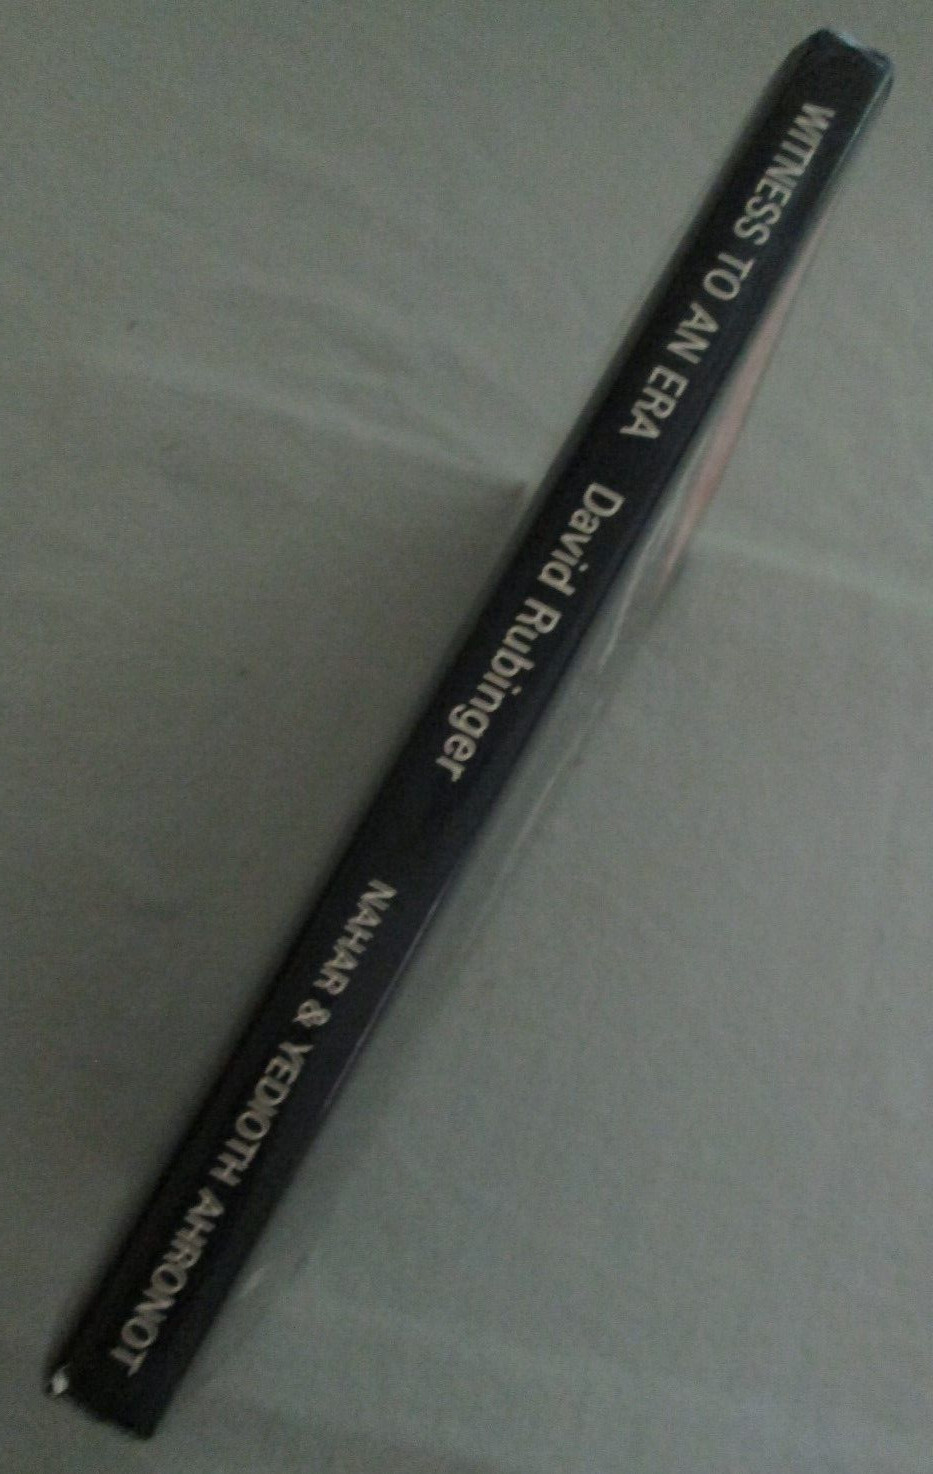 WITNESS TO AN ERA David Rubinger NAHAR & YEDIOTH AHRONOT